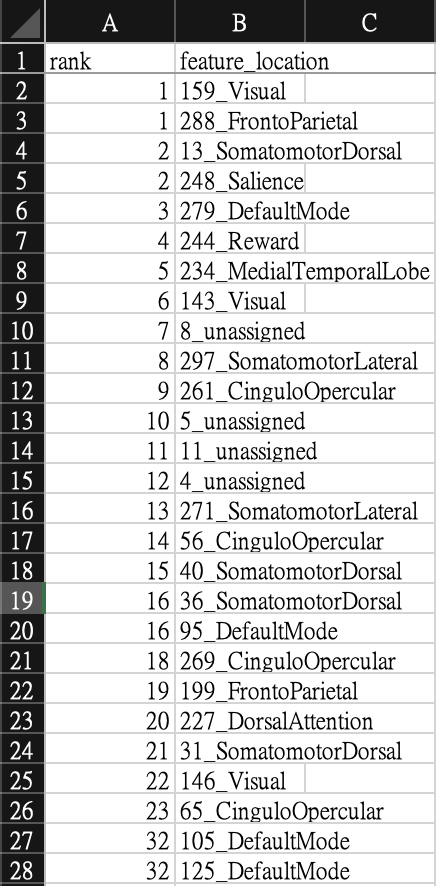 A B C
1 rank feature_location
2 1 159_Visual
3 1 288_FrontoParietal
4 2 13_SomatomotorDorsal
5 2 248_Salience
6 3 279_DefaultMode
7 4 244_Reward
8 5 234_MedialTemporalLobe
9 6 143_Visual
10 7 8_unassigned
11 8 297_SomatomotorLateral
12 9 261_CinguloOpercular
13 10 5_unassigned
14 11 11_unassigned
15 12 4_unassigned
16 13 271_SomatomotorLateral
17 14 56_CinguloOpercular
18 15 40_SomatomotorDorsal
19 16 36_SomatomotorDorsal
20 16 95_DefaultMode
21 18 269_CinguloOpercular
22 19 199_FrontoParietal
23 20 227_DorsalAttention
24 21 31_SomatomotorDorsal
25 22 146_Visual
26 23 65_CinguloOpercular
27 32 105_DefaultMode
28 32 125_DefaultMode